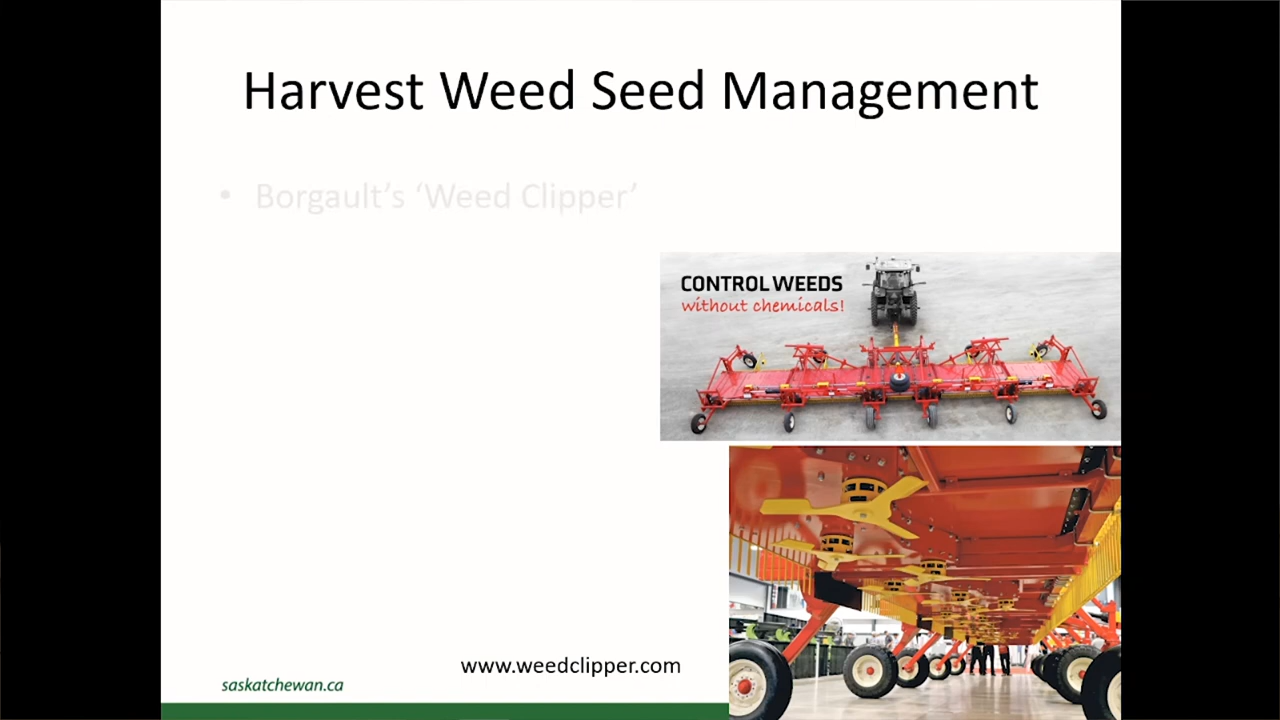 Harvest Weed Seed Management
• Borgault's 'Weed Clipper'
CONTROL WEEDS
without chemicals!
www.weedclipper.com
saskatchewan.ca